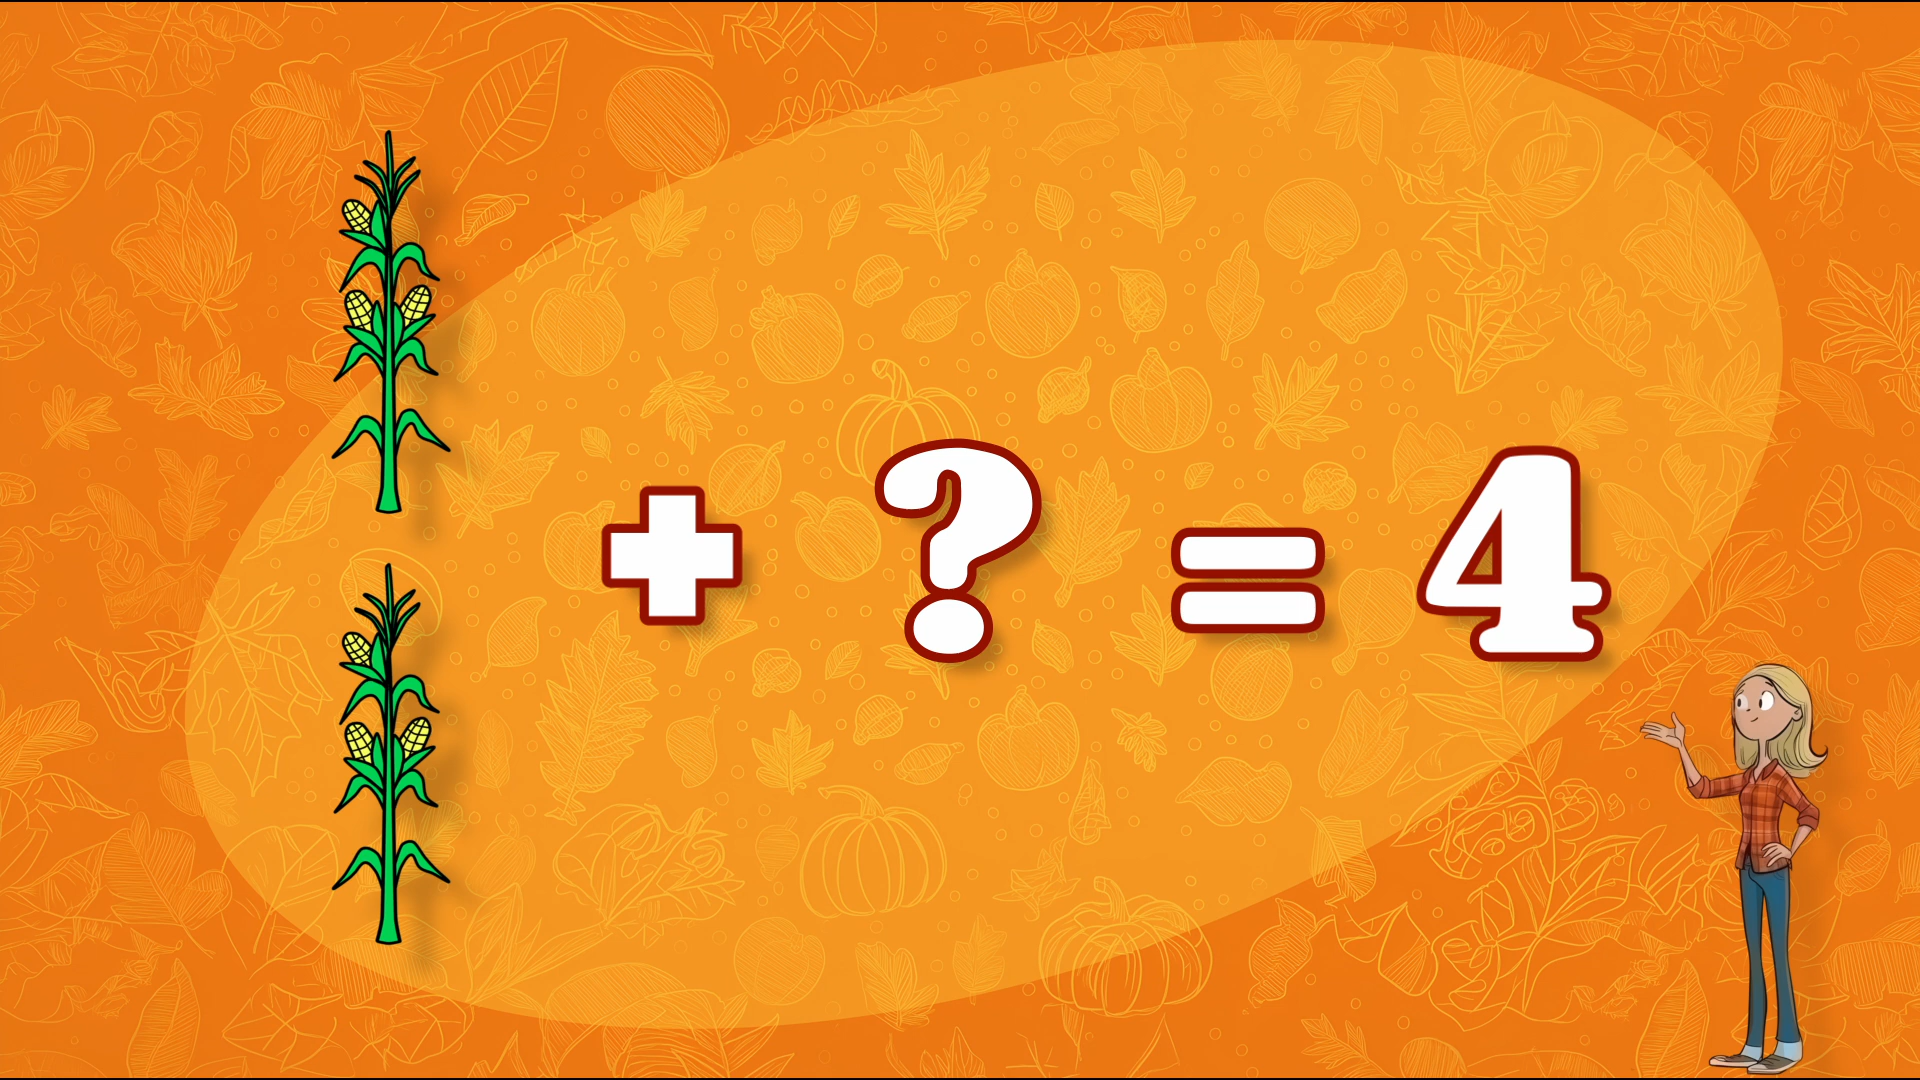 + ? = 4